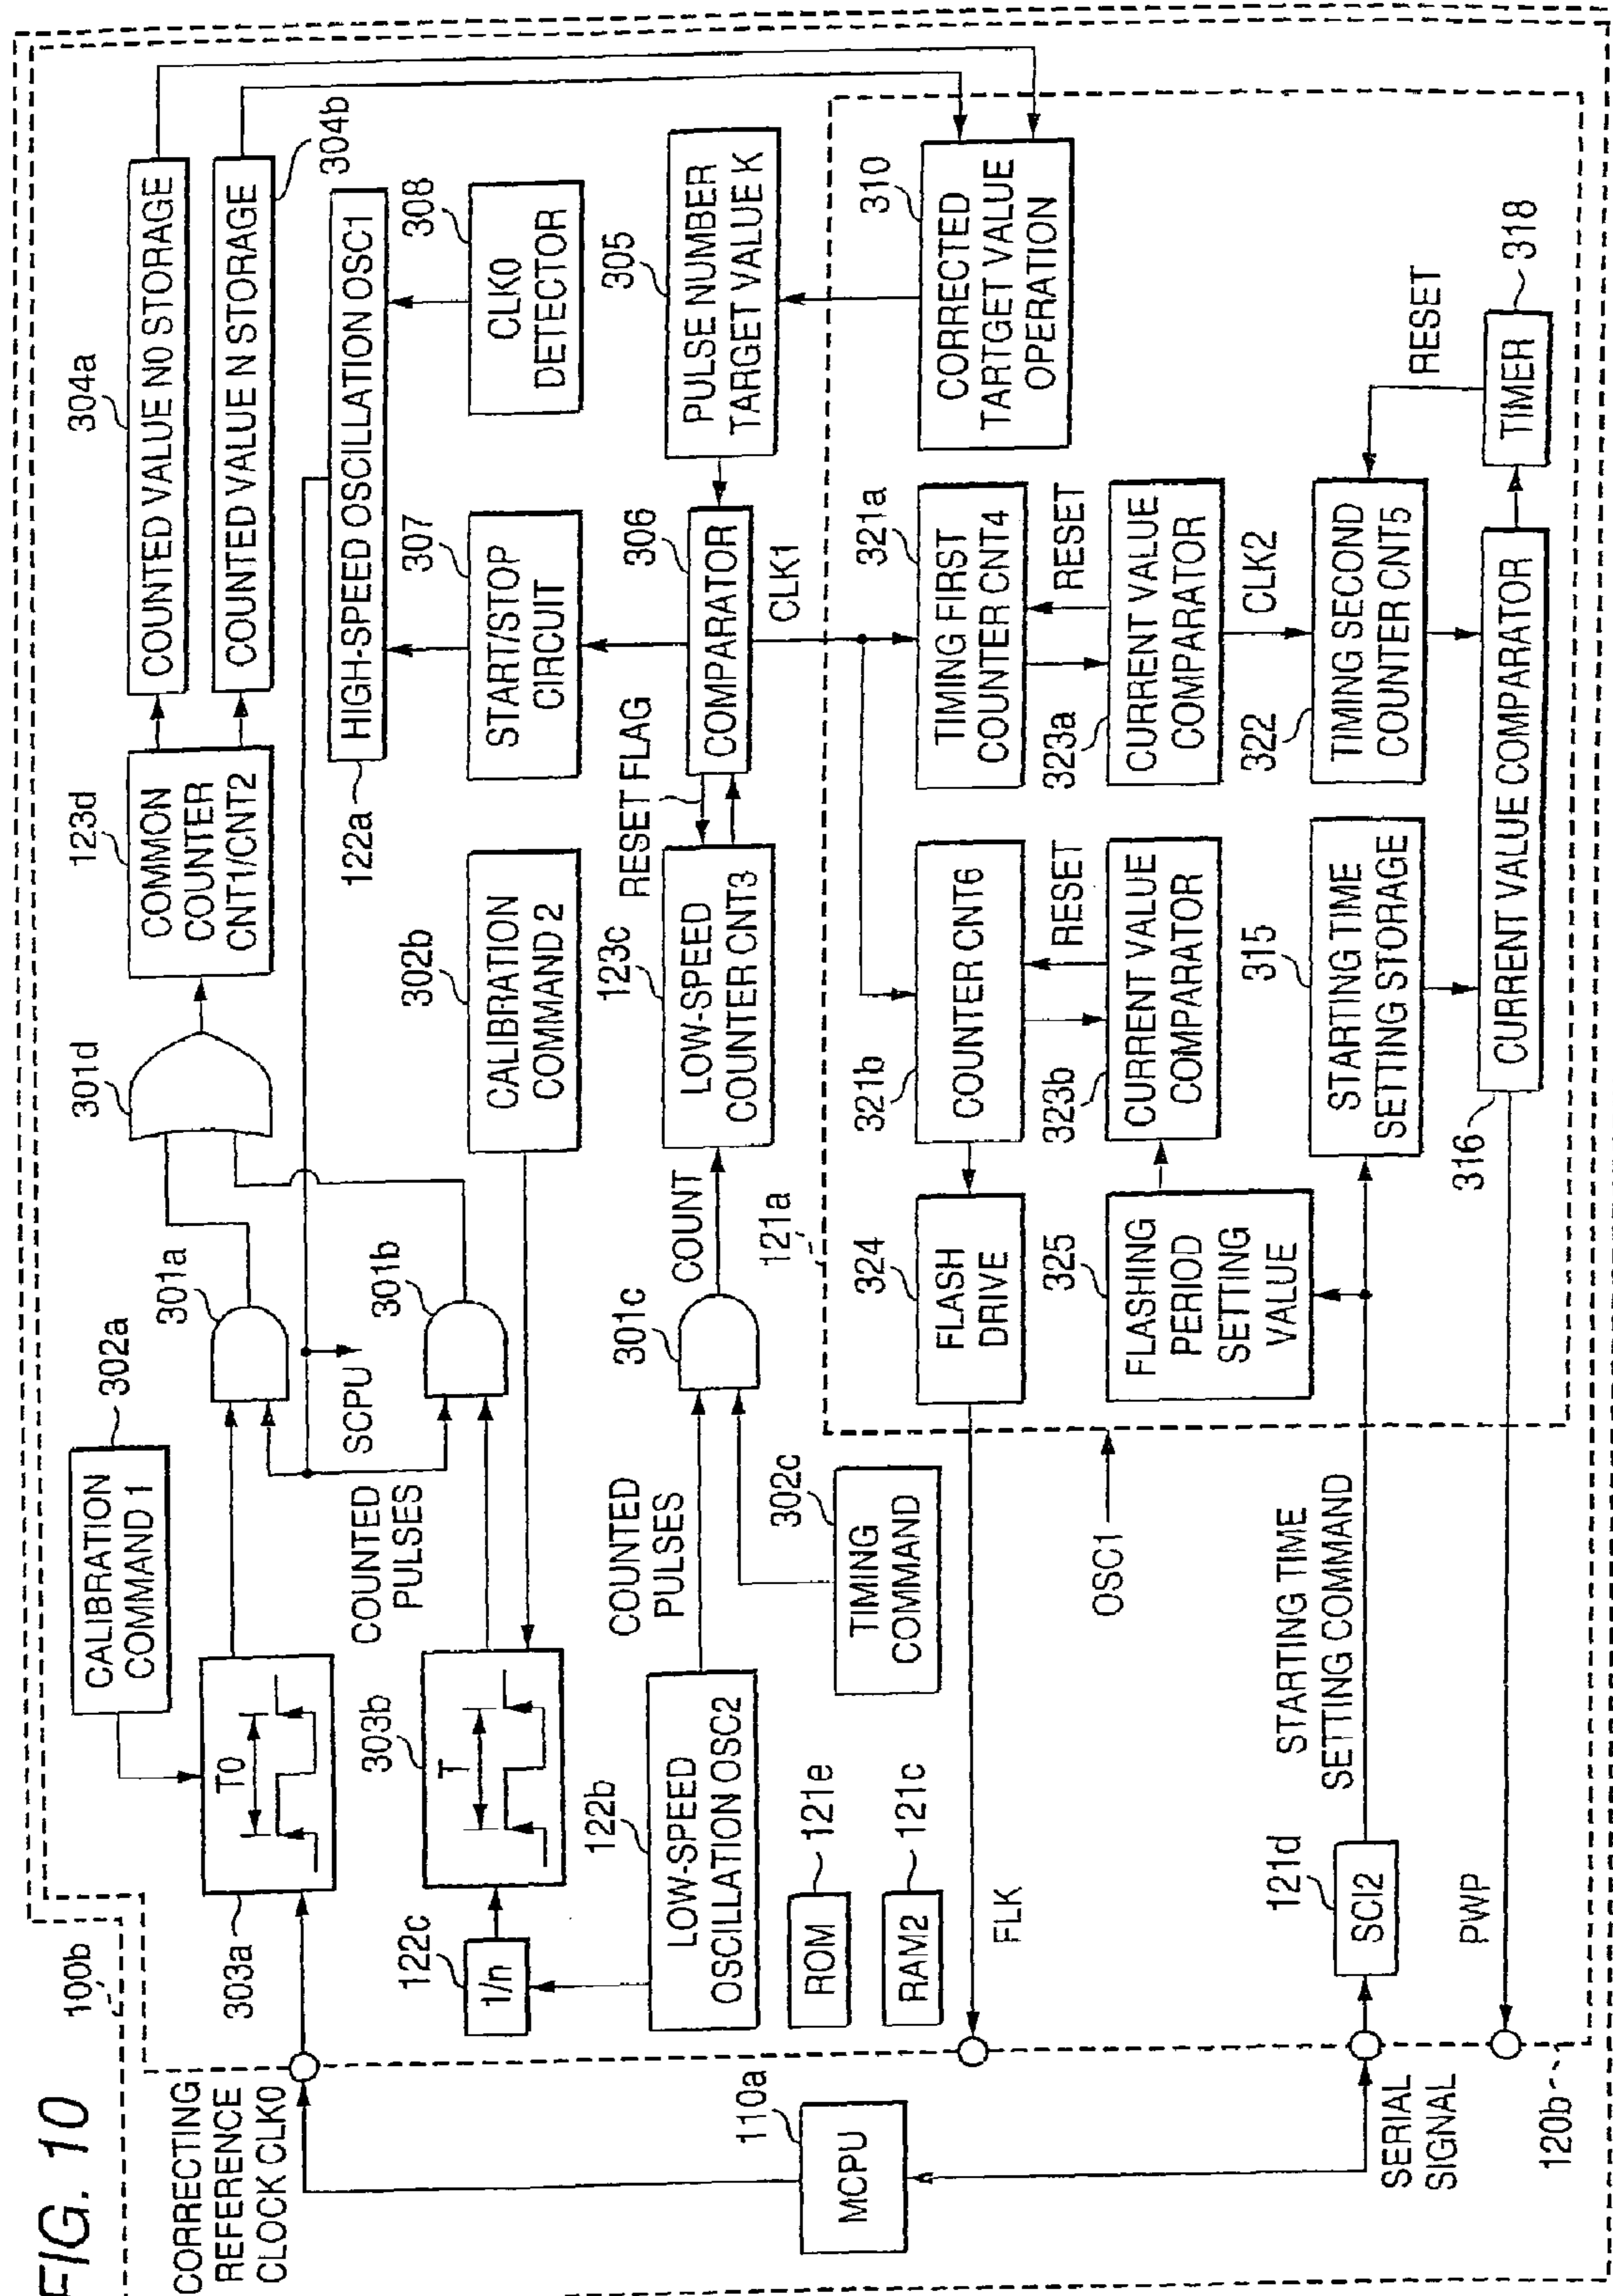 FIG. 10
100b
CORRECTING
REFERENCE
CLOCK CLK0
303a
T0
CALIBRATION
COMMAND 1
302a
301a
301d
123d
COMMON
COUNTER
CNT1/CNT2
304a
COUNTED VALUE N0 STORAGE
COUNTED VALUE N STORAGE
304b
SCPU
122a
HIGH-SPEED OSCILLATION OSC1
122c
1/n
303b
T
COUNTED
PULSES
301b
302b
CALIBRATION
COMMAND 2
307
START/STOP
CIRCUIT
308
CLK0
DETECTOR
122b
LOW-SPEED
OSCILLATION OSC2
COUNTED
PULSES
301c
COUNT
123c
LOW-SPEED
COUNTER CNT3
RESET FLAG
306
COMPARATOR
CLK1
305
PULSE NUMBER
TARGET VALUE K
110a
MCPU
ROM
121e
RAM2
121c
302c
TIMING
COMMAND
121a
FLK
324
FLASH
DRIVE
321b
COUNTER CNT6
321a
TIMING FIRST
COUNTER CNT4
310
CORRECTED
TARTGET VALUE
OPERATION
RESET
RESET
OSC1
325
FLASHING
PERIOD
SETTING
VALUE
323b
CURRENT VALUE
COMPARATOR
323a
CURRENT VALUE
COMPARATOR
CLK2
SERIAL
SIGNAL
121d
SCI2
STARTING TIME
SETTING COMMAND
315
STARTING TIME
SETTING STORAGE
322
TIMING SECOND
COUNTER CNT5
RESET
120b
PWP
316
CURRENT VALUE COMPARATOR
TIMER
318